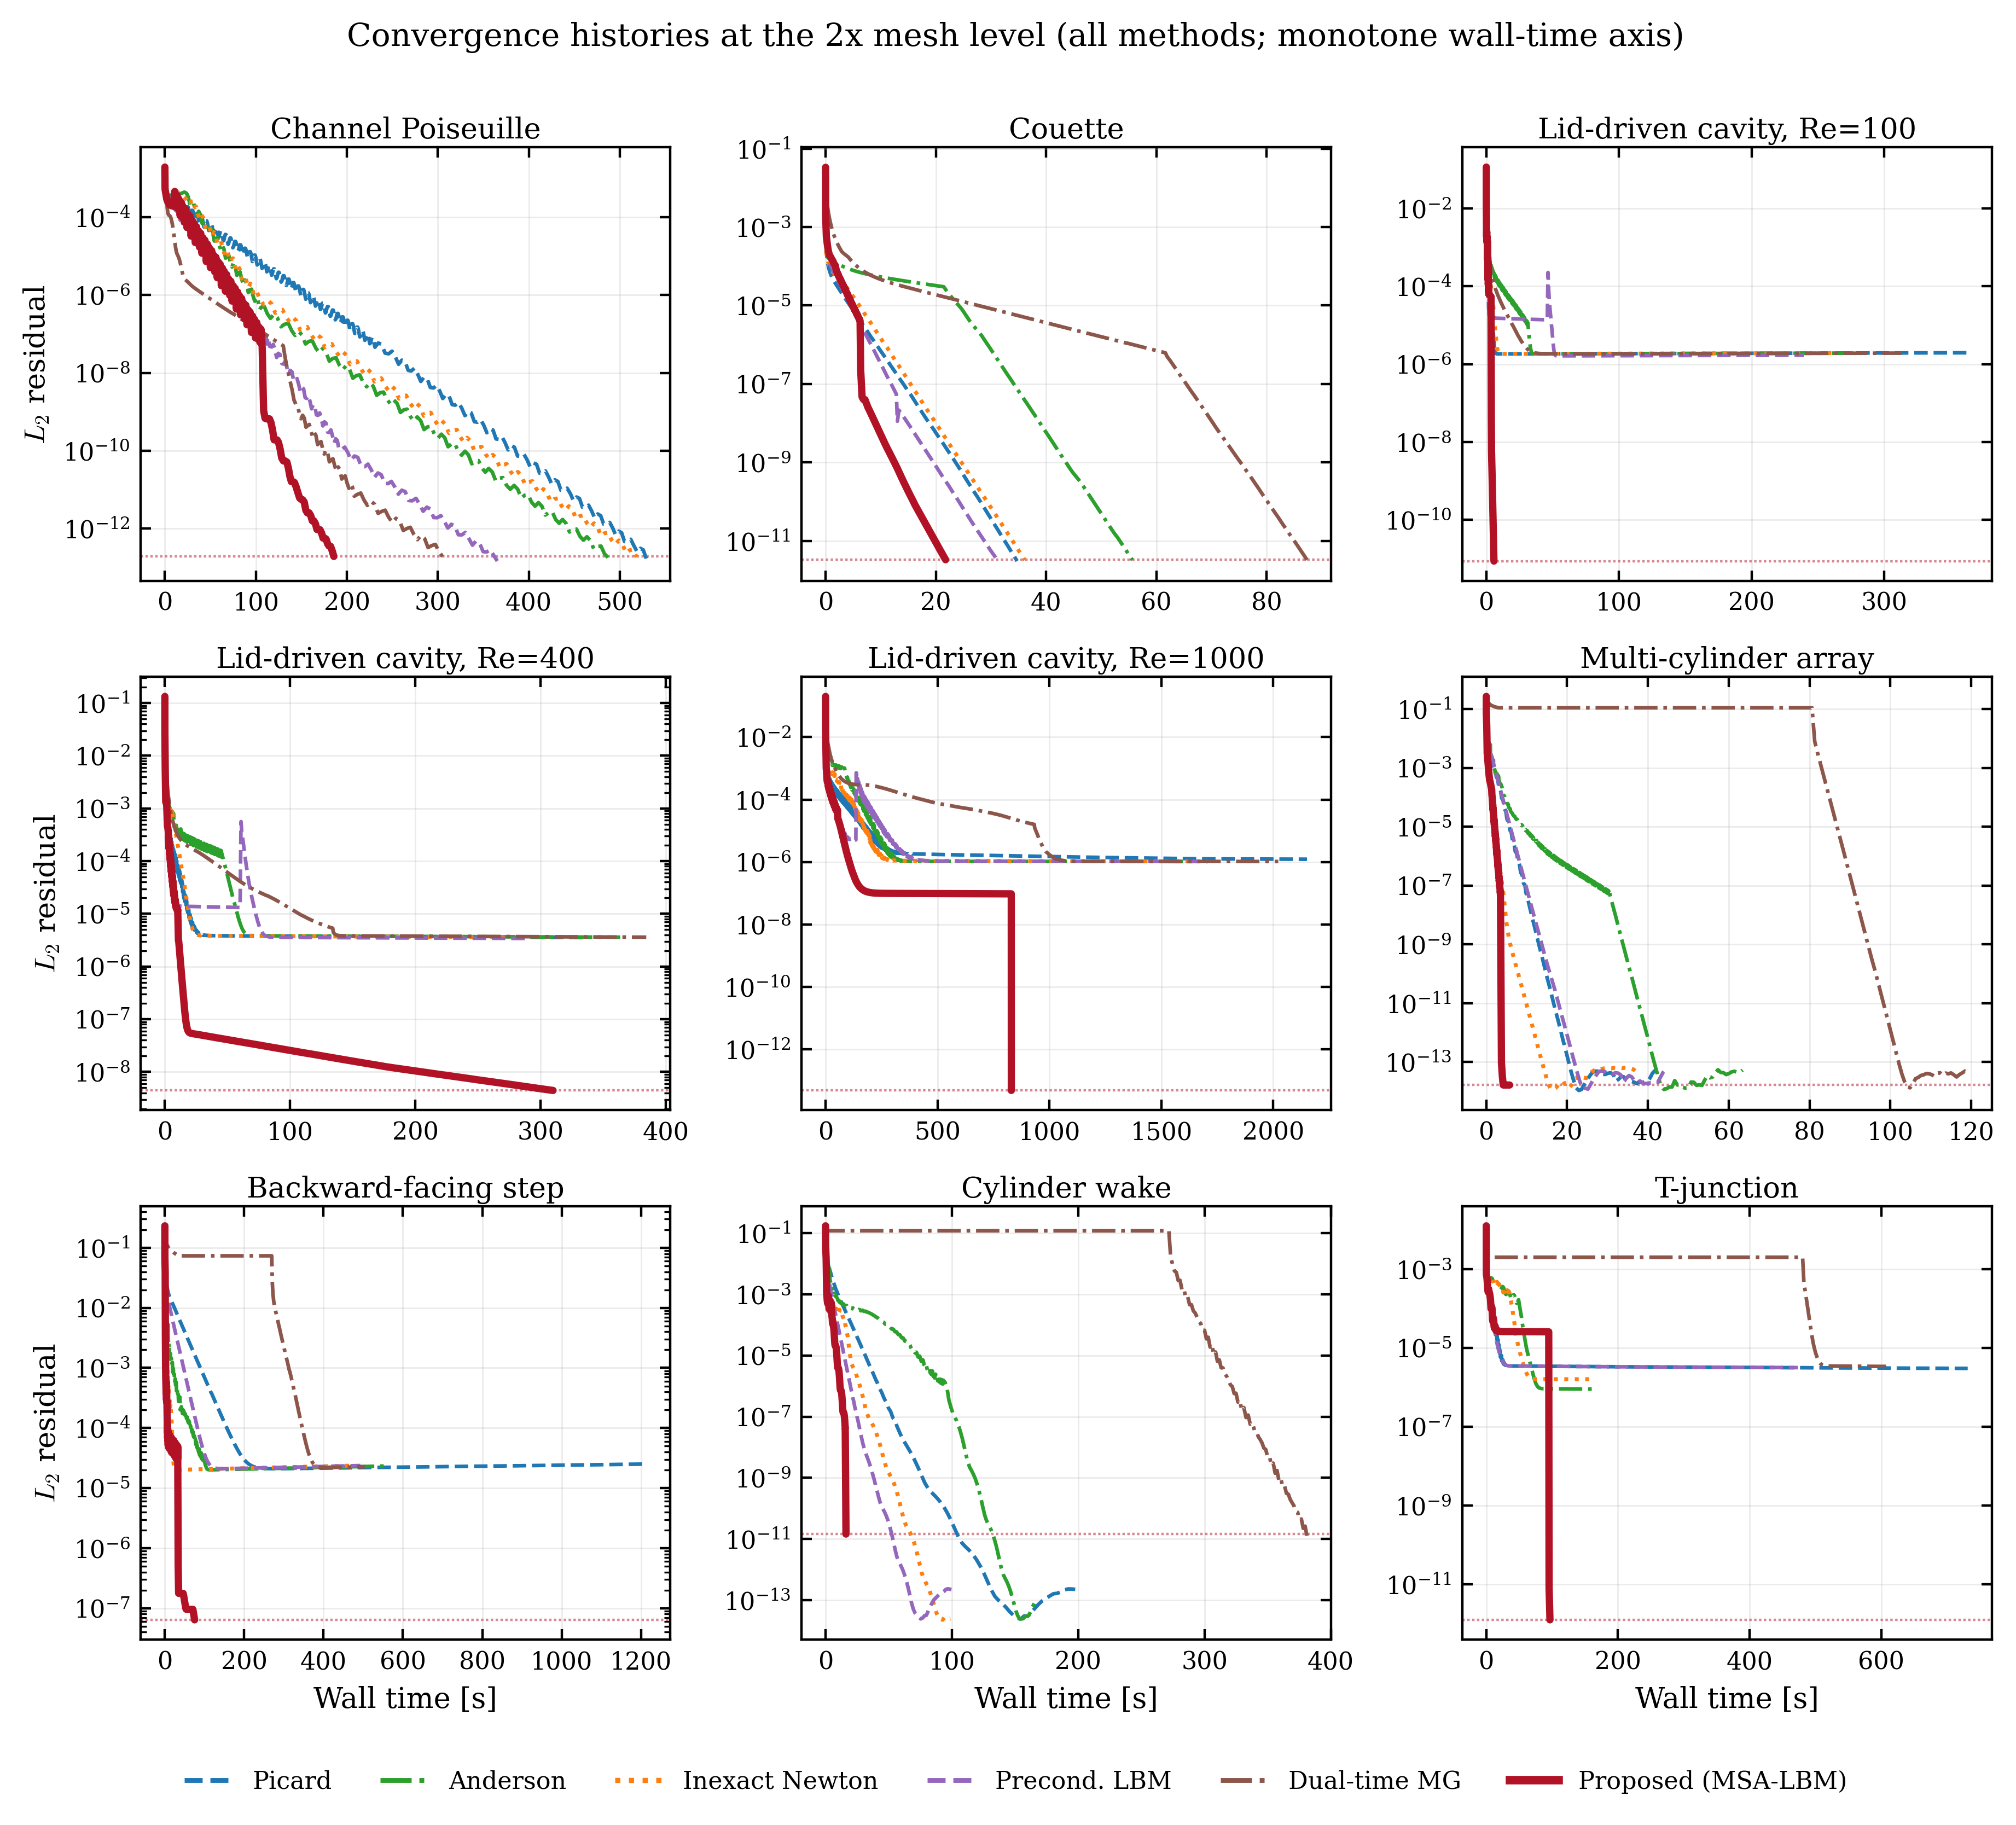 Convergence histories at the 2x mesh level (all methods; monotone wall-time axis)
Channel Poiseuille
L₂ residual
10⁻⁴
10⁻⁶
10⁻⁸
10⁻¹⁰
10⁻¹²
0 100 200 300 400 500
Couette
10⁻¹
10⁻³
10⁻⁵
10⁻⁷
10⁻⁹
10⁻¹¹
0 20 40 60 80
Lid-driven cavity, Re=100
10⁻²
10⁻⁴
10⁻⁶
10⁻⁸
10⁻¹⁰
0 100 200 300
Lid-driven cavity, Re=400
L₂ residual
10⁻¹
10⁻²
10⁻³
10⁻⁴
10⁻⁵
10⁻⁶
10⁻⁷
10⁻⁸
0 100 200 300 400
Lid-driven cavity, Re=1000
10⁻²
10⁻⁴
10⁻⁶
10⁻⁸
10⁻¹⁰
10⁻¹²
0 500 1000 1500 2000
Multi-cylinder array
10⁻¹
10⁻³
10⁻⁵
10⁻⁷
10⁻⁹
10⁻¹¹
10⁻¹³
0 20 40 60 80 100 120
Backward-facing step
L₂ residual
10⁻¹
10⁻²
10⁻³
10⁻⁴
10⁻⁵
10⁻⁶
10⁻⁷
0 200 400 600 800 1000 1200
Wall time [s]
Cylinder wake
10⁻¹
10⁻³
10⁻⁵
10⁻⁷
10⁻⁹
10⁻¹¹
10⁻¹³
0 100 200 300 400
Wall time [s]
T-junction
10⁻³
10⁻⁵
10⁻⁷
10⁻⁹
10⁻¹¹
0 200 400 600
Wall time [s]
Picard Anderson Inexact Newton Precond. LBM Dual-time MG Proposed (MSA-LBM)